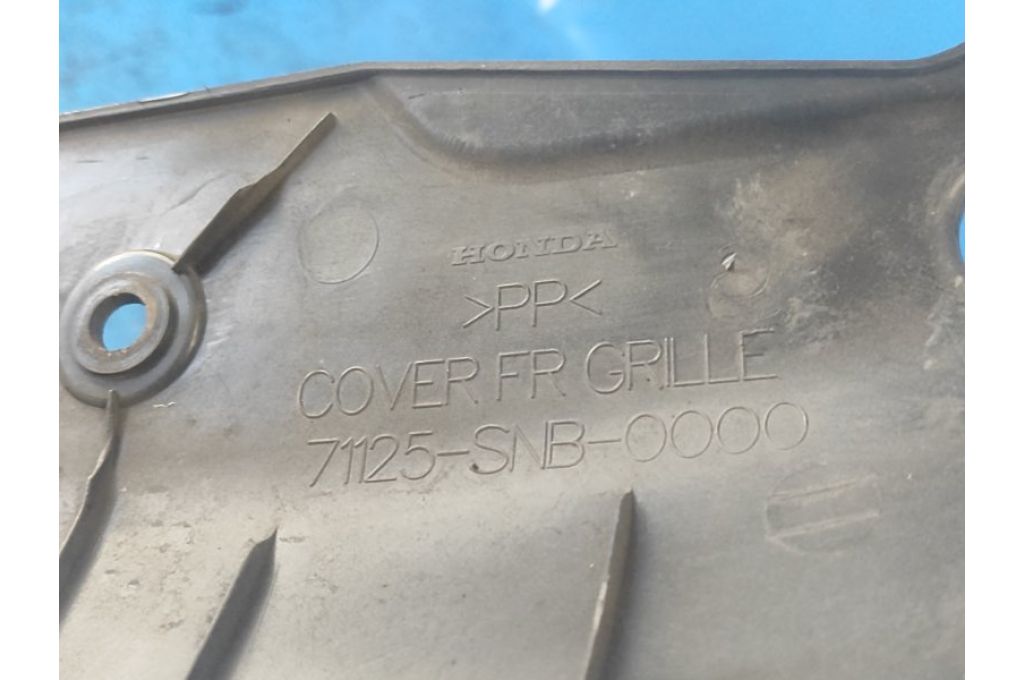 HONDA
>PP<
COVER FR GRILLE
71125-SNB-0000